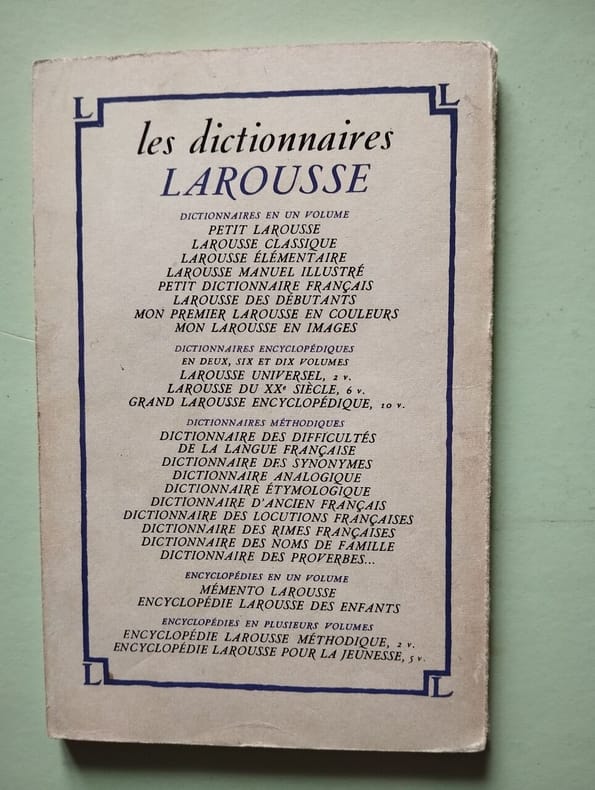 L L
les dictionnaires
LAROUSSE
DICTIONNAIRES EN UN VOLUME
PETIT LAROUSSE
LAROUSSE CLASSIQUE
LAROUSSE ÉLÉMENTAIRE
LAROUSSE MANUEL ILLUSTRÉ
PETIT DICTIONNAIRE FRANÇAIS
LAROUSSE DES DÉBUTANTS
MON PREMIER LAROUSSE EN COULEURS
MON LAROUSSE EN IMAGES
DICTIONNAIRES ENCYCLOPÉDIQUES
EN DEUX, SIX ET DIX VOLUMES
LAROUSSE UNIVERSEL, 2 v.
LAROUSSE DU XXe SIÈCLE, 6 v.
GRAND LAROUSSE ENCYCLOPÉDIQUE, 10 v.
DICTIONNAIRES MÉTHODIQUES
DICTIONNAIRE DES DIFFICULTÉS
DE LA LANGUE FRANÇAISE
DICTIONNAIRE DES SYNONYMES
DICTIONNAIRE ANALOGIQUE
DICTIONNAIRE ÉTYMOLOGIQUE
DICTIONNAIRE D'ANCIEN FRANÇAIS
DICTIONNAIRE DES LOCUTIONS FRANÇAISES
DICTIONNAIRE DES RIMES FRANÇAISES
DICTIONNAIRE DES NOMS DE FAMILLE
DICTIONNAIRE DES PROVERBES...
ENCYCLOPÉDIES EN UN VOLUME
MÉMENTO LAROUSSE
ENCYCLOPÉDIE LAROUSSE DES ENFANTS
ENCYCLOPÉDIES EN PLUSIEURS VOLUMES
ENCYCLOPÉDIE LAROUSSE MÉTHODIQUE, 2 v.
ENCYCLOPÉDIE LAROUSSE POUR LA JEUNESSE, 5 v.
L L